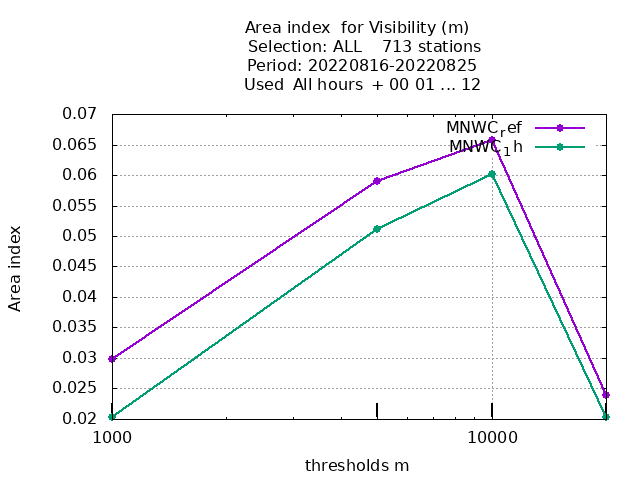 Area index  for Visibility (m)
Selection: ALL    713 stations
Period: 20220816-20220825
Used  All hours  + 00 01 ... 12
0.07
0.065
0.06
0.055
0.05
0.045
0.04
0.035
0.03
0.025
0.02
Area index
MNWC_ref
MNWC_1h
1000
10000
thresholds m